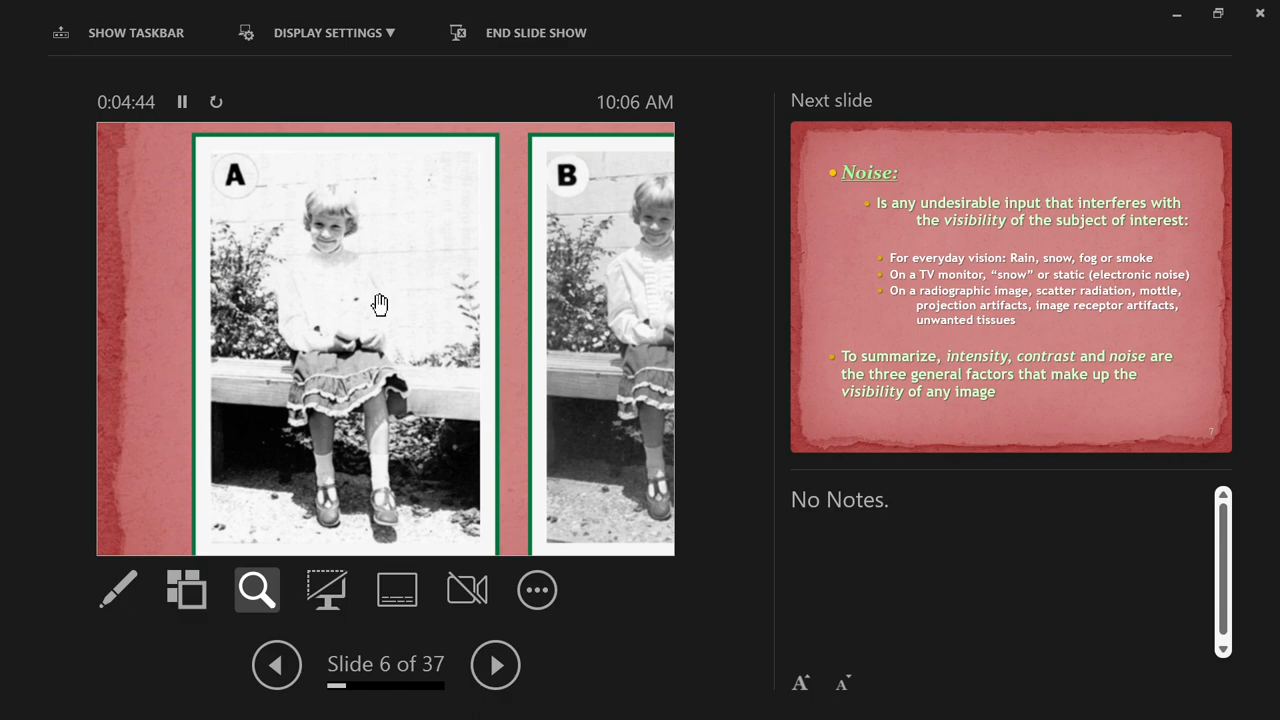 SHOW TASKBAR
DISPLAY SETTINGS ▼
END SLIDE SHOW
0:04:44
10:06 AM
A
B
Slide 6 of 37
Next slide
• Noise:
• Is any undesirable input that interferes with
the visibility of the subject of interest:
• For everyday vision: Rain, snow, fog or smoke
• On a TV monitor, “snow” or static (electronic noise)
• On a radiographic image, scatter radiation, mottle,
projection artifacts, image receptor artifacts,
unwanted tissues
• To summarize, intensity, contrast and noise are
the three general factors that make up the
visibility of any image
7
No Notes.
A
A